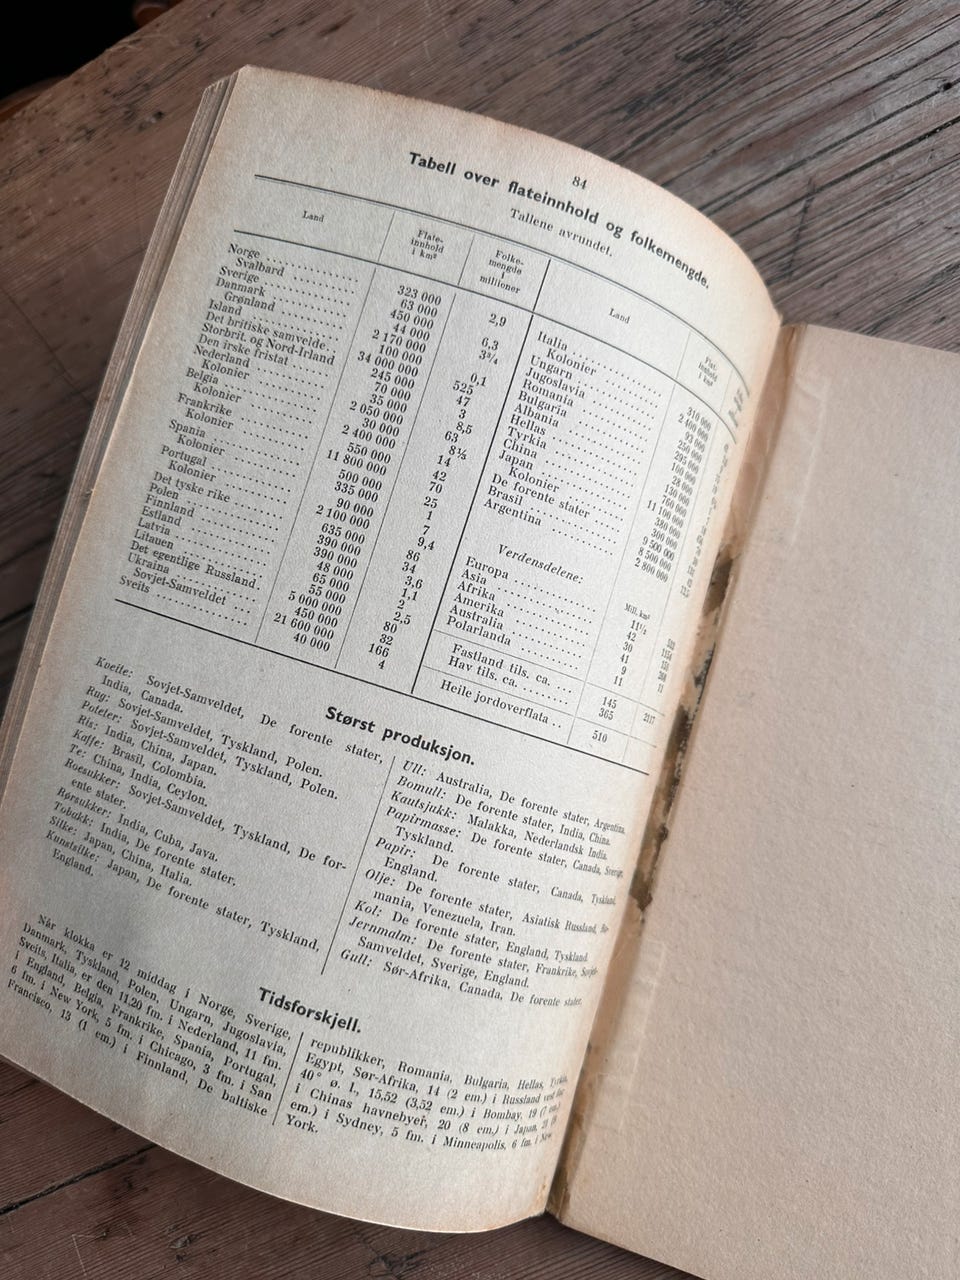 84
Tabell over flateinnhold og folkemengde.
Tallene avrundet.
Land
Flate-
innhold
i km²
Folke-
mengde
i
millioner
Norge 323 000 2,9
Svalbard 63 000
Sverige 450 000 6,3
Danmark 44 000 3³/₄
Grønland 2 170 000
Island 100 000 0,1
Det britiske samvelde. 34 000 000 525
Storbrit. og Nord-Irland 245 000 47
Den irske fristat 70 000 3
Nederland 35 000 8,5
Kolonier 2 050 000 63
Belgia 30 000 8⅓
Kolonier 2 400 000 14
Frankrike 550 000 42
Kolonier 11 800 000 70
Spania 500 000 25
Kolonier 335 000 1
Portugal 90 000 7
Kolonier 2 100 000 9,4
Det tyske rike 635 000 86
Polen 390 000 34
Finnland 390 000 3,6
Estland 48 000 1,1
Latvia 65 000 2
Litauen 55 000 2,5
Det egentlige Russland. 5 000 000 80
Ukraina 450 000 32
Sovjet-Samveldet 21 600 000 166
Sveits 40 000 4
Land
Flate-
innhold
i km²
Italia 310 000
Kolonier 2 400 000
Ungarn 93 000
Jugoslavia 250 000
Romania 295 000
Bulgaria 100 000
Albania 28 000
Hellas 130 000
Tyrkia 760 000
China 11 100 000
Japan 380 000
Kolonier 300 000
De forente stater 9 500 000
Brasil 8 500 000
Argentina 2 800 000
Verdensdelene:
Mill. km²
Europa 11¹/₂
Asia 42
Afrika 30
Amerika 41
Australia 9
Polarlanda 11
Fastland tils. ca. 145 2117
Hav tils. ca. 365
Heile jordoverflata 510
Størst produksjon.
Kveite: Sovjet-Samveldet, De forente stater,
India, Canada.
Rug: Sovjet-Samveldet, Tyskland, Polen.
Poteter: Sovjet-Samveldet, Tyskland, Polen.
Ris: India, China, Japan.
Kaffe: Brasil, Colombia.
Te: China, India, Ceylon.
Roesukker: Sovjet-Samveldet, Tyskland, De for-
ente stater.
Rørsukker: India, Cuba, Java.
Tobakk: India, De forente stater.
Silke: Japan, China, Italia.
Kunstsilke: Japan, De forente stater, Tyskland,
England.
Ull: Australia, De forente stater, Argentina.
Bomull: De forente stater, India, China.
Kautsjukk: Malakka, Nederlandsk India.
Papirmasse: De forente stater, Canada, Sverige,
Tyskland.
Papir: De forente stater, Canada, Tyskland,
England.
Olje: De forente stater, Asiatisk Russland, Ro-
mania, Venezuela, Iran.
Kol: De forente stater, England, Tyskland.
Jernmalm: De forente stater, Frankrike, Sovjet-
Samveldet, Sverige, England.
Gull: Sør-Afrika, Canada, De forente stater.
Tidsforskjell.
Når klokka er 12 middag i Norge, Sverige,
Danmark, Tyskland, Polen, Ungarn, Jugoslavia,
Sveits, Italia, er den 11,20 fm. i Nederland, 11 fm.
i England, Belgia, Frankrike, Spania, Portugal,
6 fm. i New York, 5 fm. i Chicago, 3 fm. i San
Francisco, 13 (1 em.) i Finnland, De baltiske
republikker, Romania, Bulgaria, Hellas, Tyrkia,
Egypt, Sør-Afrika, 14 (2 em.) i Russland vest for
40° ø. l., 15,52 (3,52 em.) i Bombay, 19 (7 em.)
i Chinas havnebyer, 20 (8 em.) i Japan,
em.) i Sydney, 5 fm. i Minneapolis, 6 fm. i New
York.